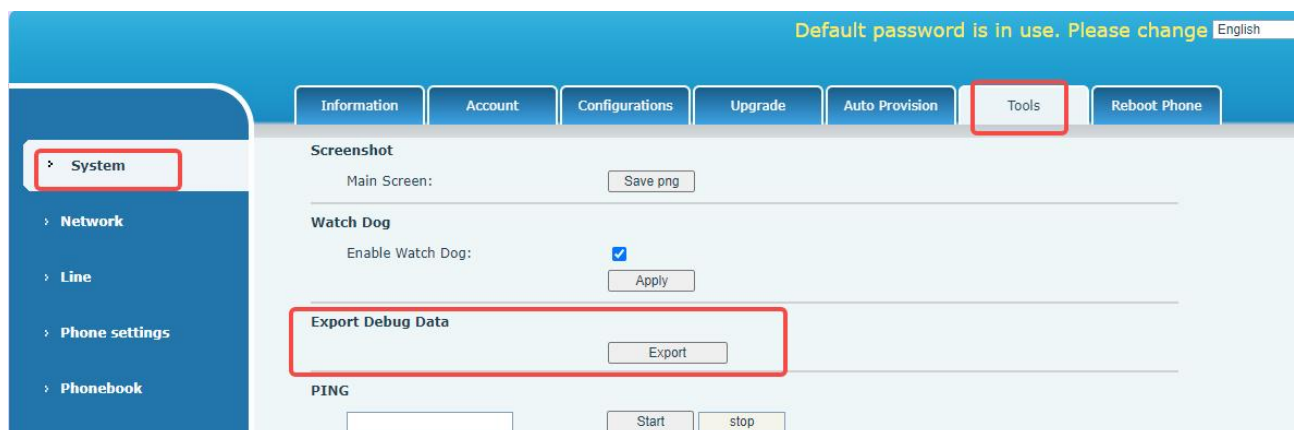 Default password is in use. Please change English
Information Account Configurations Upgrade Auto Provision Tools Reboot Phone
System
Network
Line
Phone settings
Phonebook
Screenshot
Main Screen: Save png
Watch Dog
Enable Watch Dog:
Apply
Export Debug Data
Export
PING
Start stop